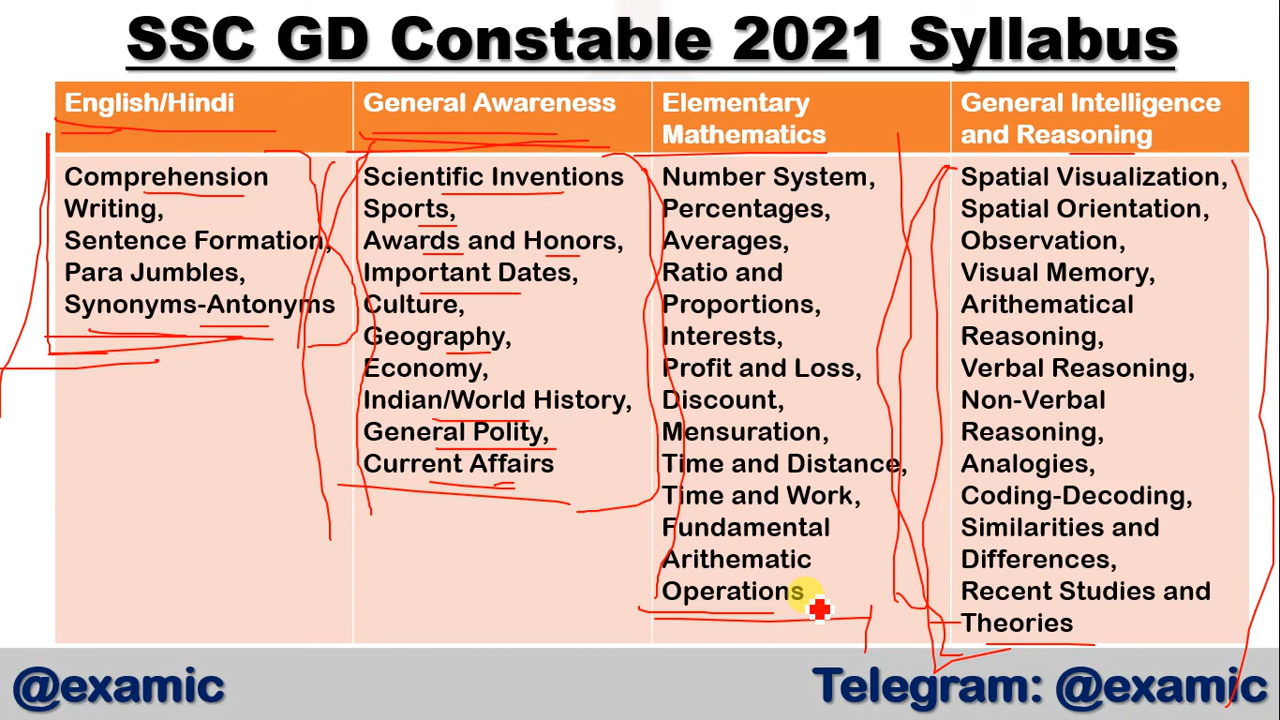 SSC GD Constable 2021 Syllabus
English/Hindi
Comprehension
Writing,
Sentence Formation,
Para Jumbles,
Synonyms-Antonyms
General Awareness
Scientific Inventions
Sports,
Awards and Honors,
Important Dates,
Culture,
Geography,
Economy,
Indian/World History,
General Polity,
Current Affairs
Elementary
Mathematics
Number System,
Percentages,
Averages,
Ratio and
Proportions,
Interests,
Profit and Loss,
Discount,
Mensuration,
Time and Distance,
Time and Work,
Fundamental
Arithematic
Operations
General Intelligence
and Reasoning
Spatial Visualization,
Spatial Orientation,
Observation,
Visual Memory,
Arithematical
Reasoning,
Verbal Reasoning,
Non-Verbal
Reasoning,
Analogies,
Coding-Decoding,
Similarities and
Differences,
Recent Studies and
Theories
@examic
Telegram: @examic